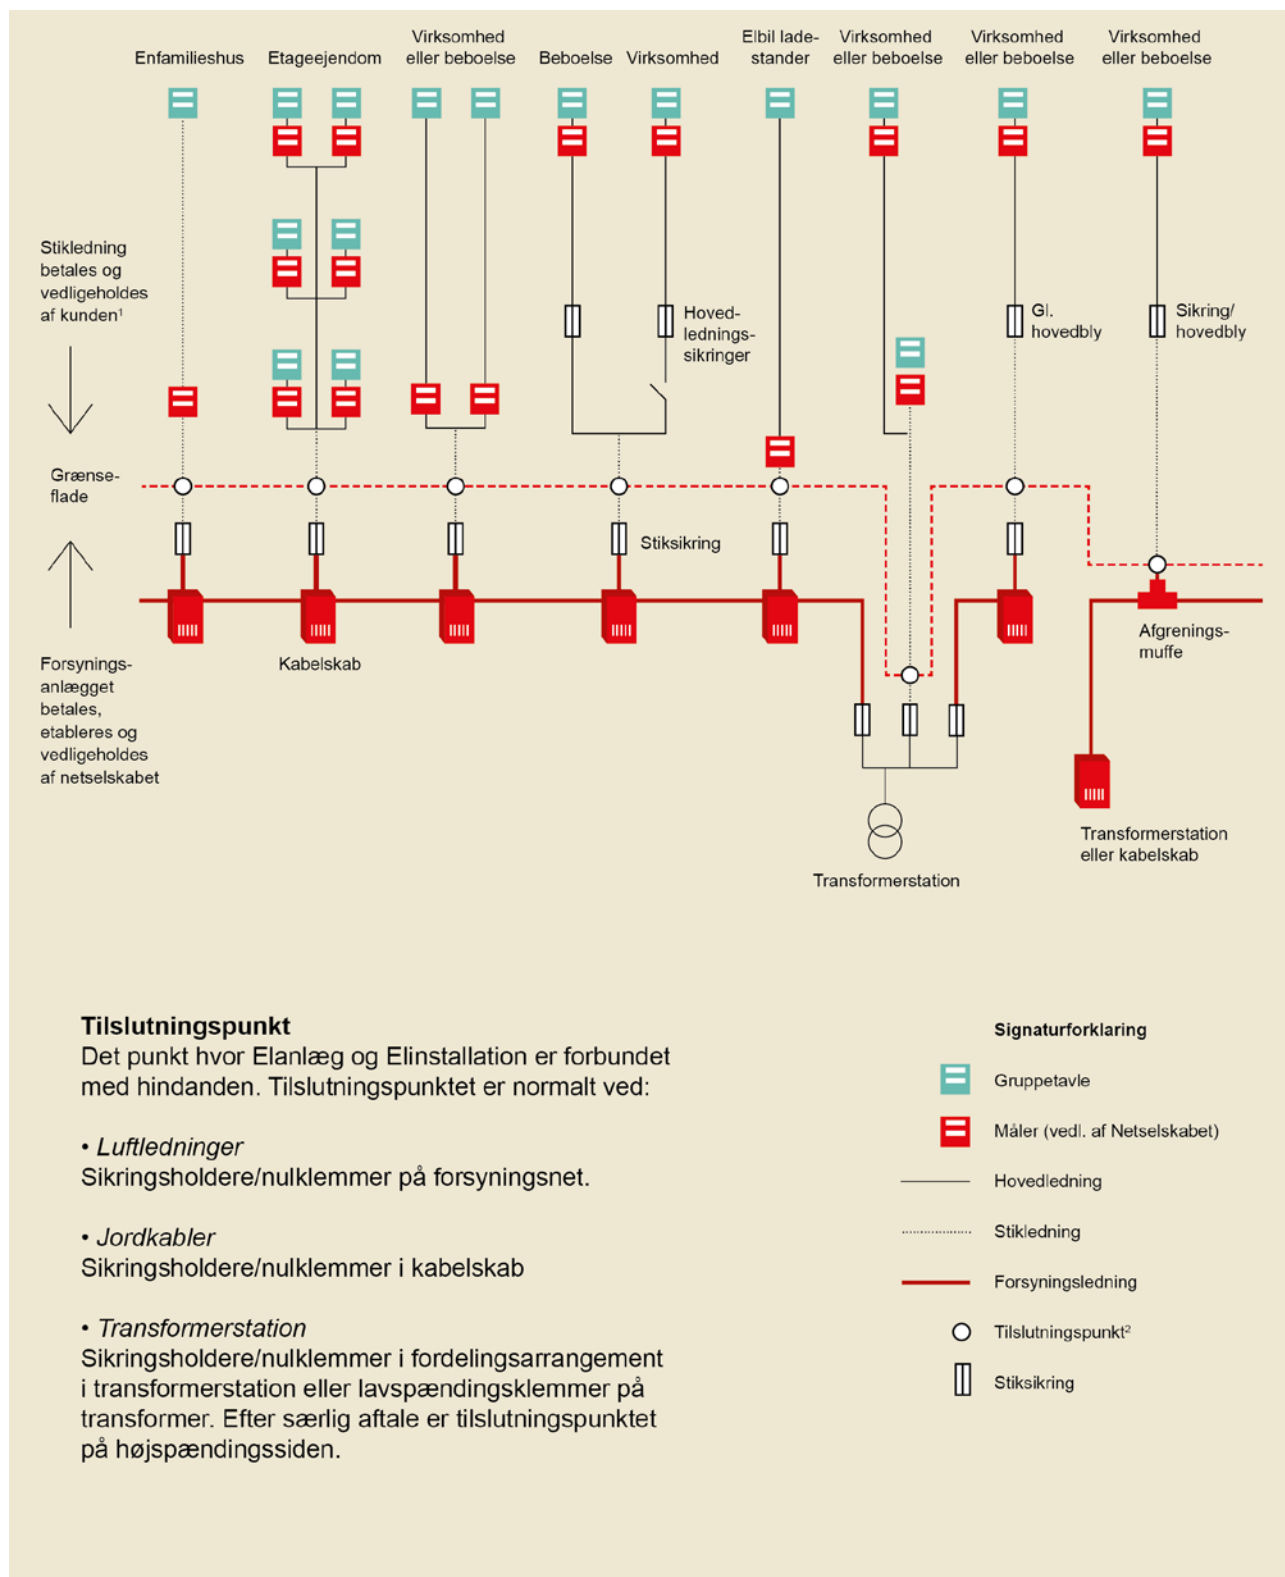 Enfamilieshus
Etageejendom
Virksomhed
eller beboelse
Beboelse
Virksomhed
Elbil lade-
stander
Virksomhed
eller beboelse
Virksomhed
eller beboelse
Virksomhed
eller beboelse
Stikledning
betales og
vedligeholdes
af kunden¹
Hoved-
lednings-
sikringer
Gl.
hovedbly
Sikring/
hovedbly
Grænse-
flade
Stiksikring
Forsynings-
anlægget
betales,
etableres og
vedligeholdes
af netselskabet
Kabelskab
Afgrenings-
muffe
Transformerstation
eller kabelskab
Transformerstation
Tilslutningspunkt
Det punkt hvor Elanlæg og Elinstallation er forbundet
med hindanden. Tilslutningspunktet er normalt ved:
• Luftledninger
Sikringsholdere/nulklemmer på forsyningsnet.
• Jordkabler
Sikringsholdere/nulklemmer i kabelskab
• Transformerstation
Sikringsholdere/nulklemmer i fordelingsarrangement
i transformerstation eller lavspændingsklemmer på
transformer. Efter særlig aftale er tilslutningspunktet
på højspændingssiden.
Signaturforklaring
Gruppetavle
Måler (vedl. af Netselskabet)
Hovedledning
Stikledning
Forsyningsledning
Tilslutningspunkt²
Stiksikring